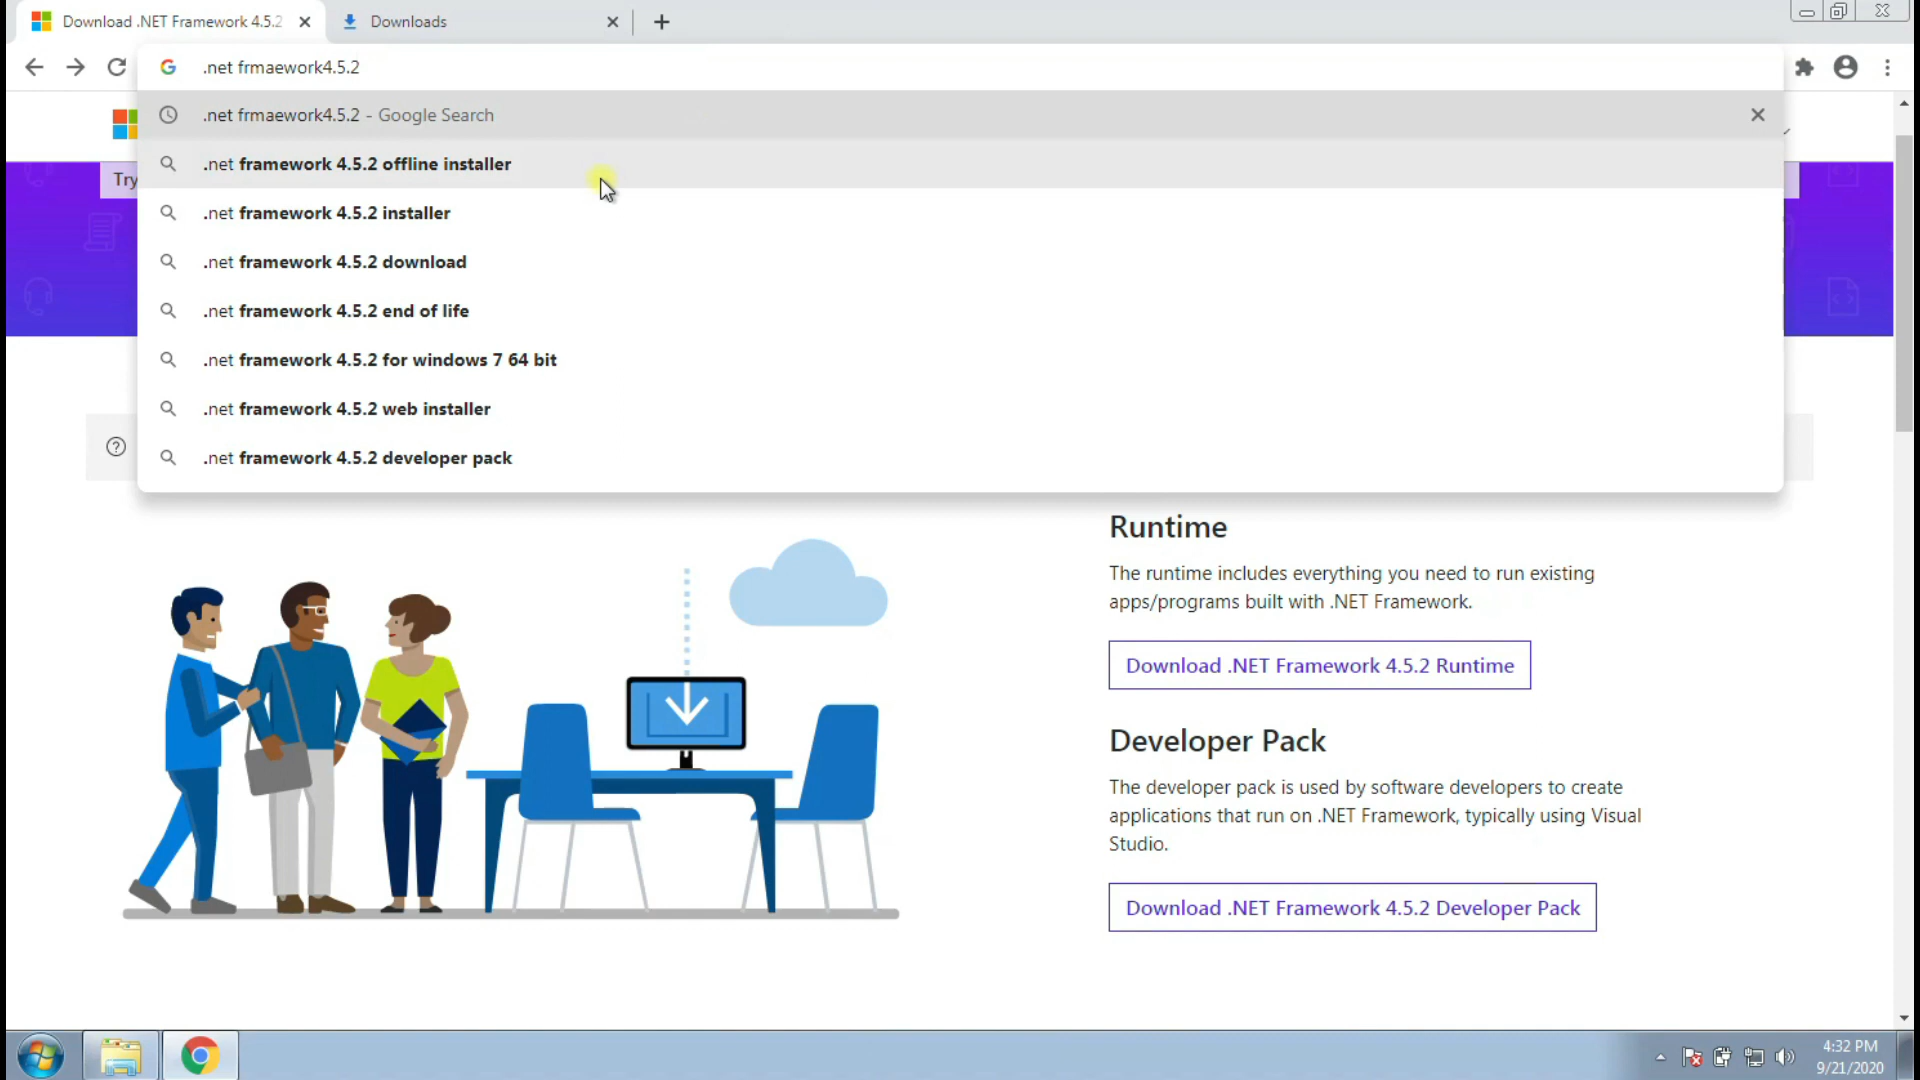 Download .NET Framework 4.5.2
Downloads
.net frmaework4.5.2
.net frmaework4.5.2 - Google Search
.net framework 4.5.2 offline installer
Try
.net framework 4.5.2 installer
.net framework 4.5.2 download
.net framework 4.5.2 end of life
.net framework 4.5.2 for windows 7 64 bit
.net framework 4.5.2 web installer
.net framework 4.5.2 developer pack
Runtime
The runtime includes everything you need to run existing
apps/programs built with .NET Framework.
Download .NET Framework 4.5.2 Runtime
Developer Pack
The developer pack is used by software developers to create
applications that run on .NET Framework, typically using Visual
Studio.
Download .NET Framework 4.5.2 Developer Pack
4:32 PM
9/21/2020